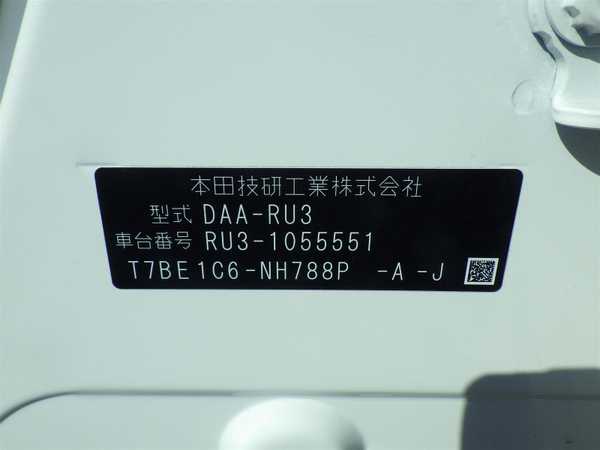 本田技研工業株式会社
型式 DAA-RU3
車台番号 RU3-1055551
T7BE1C6-NH788P -A -J